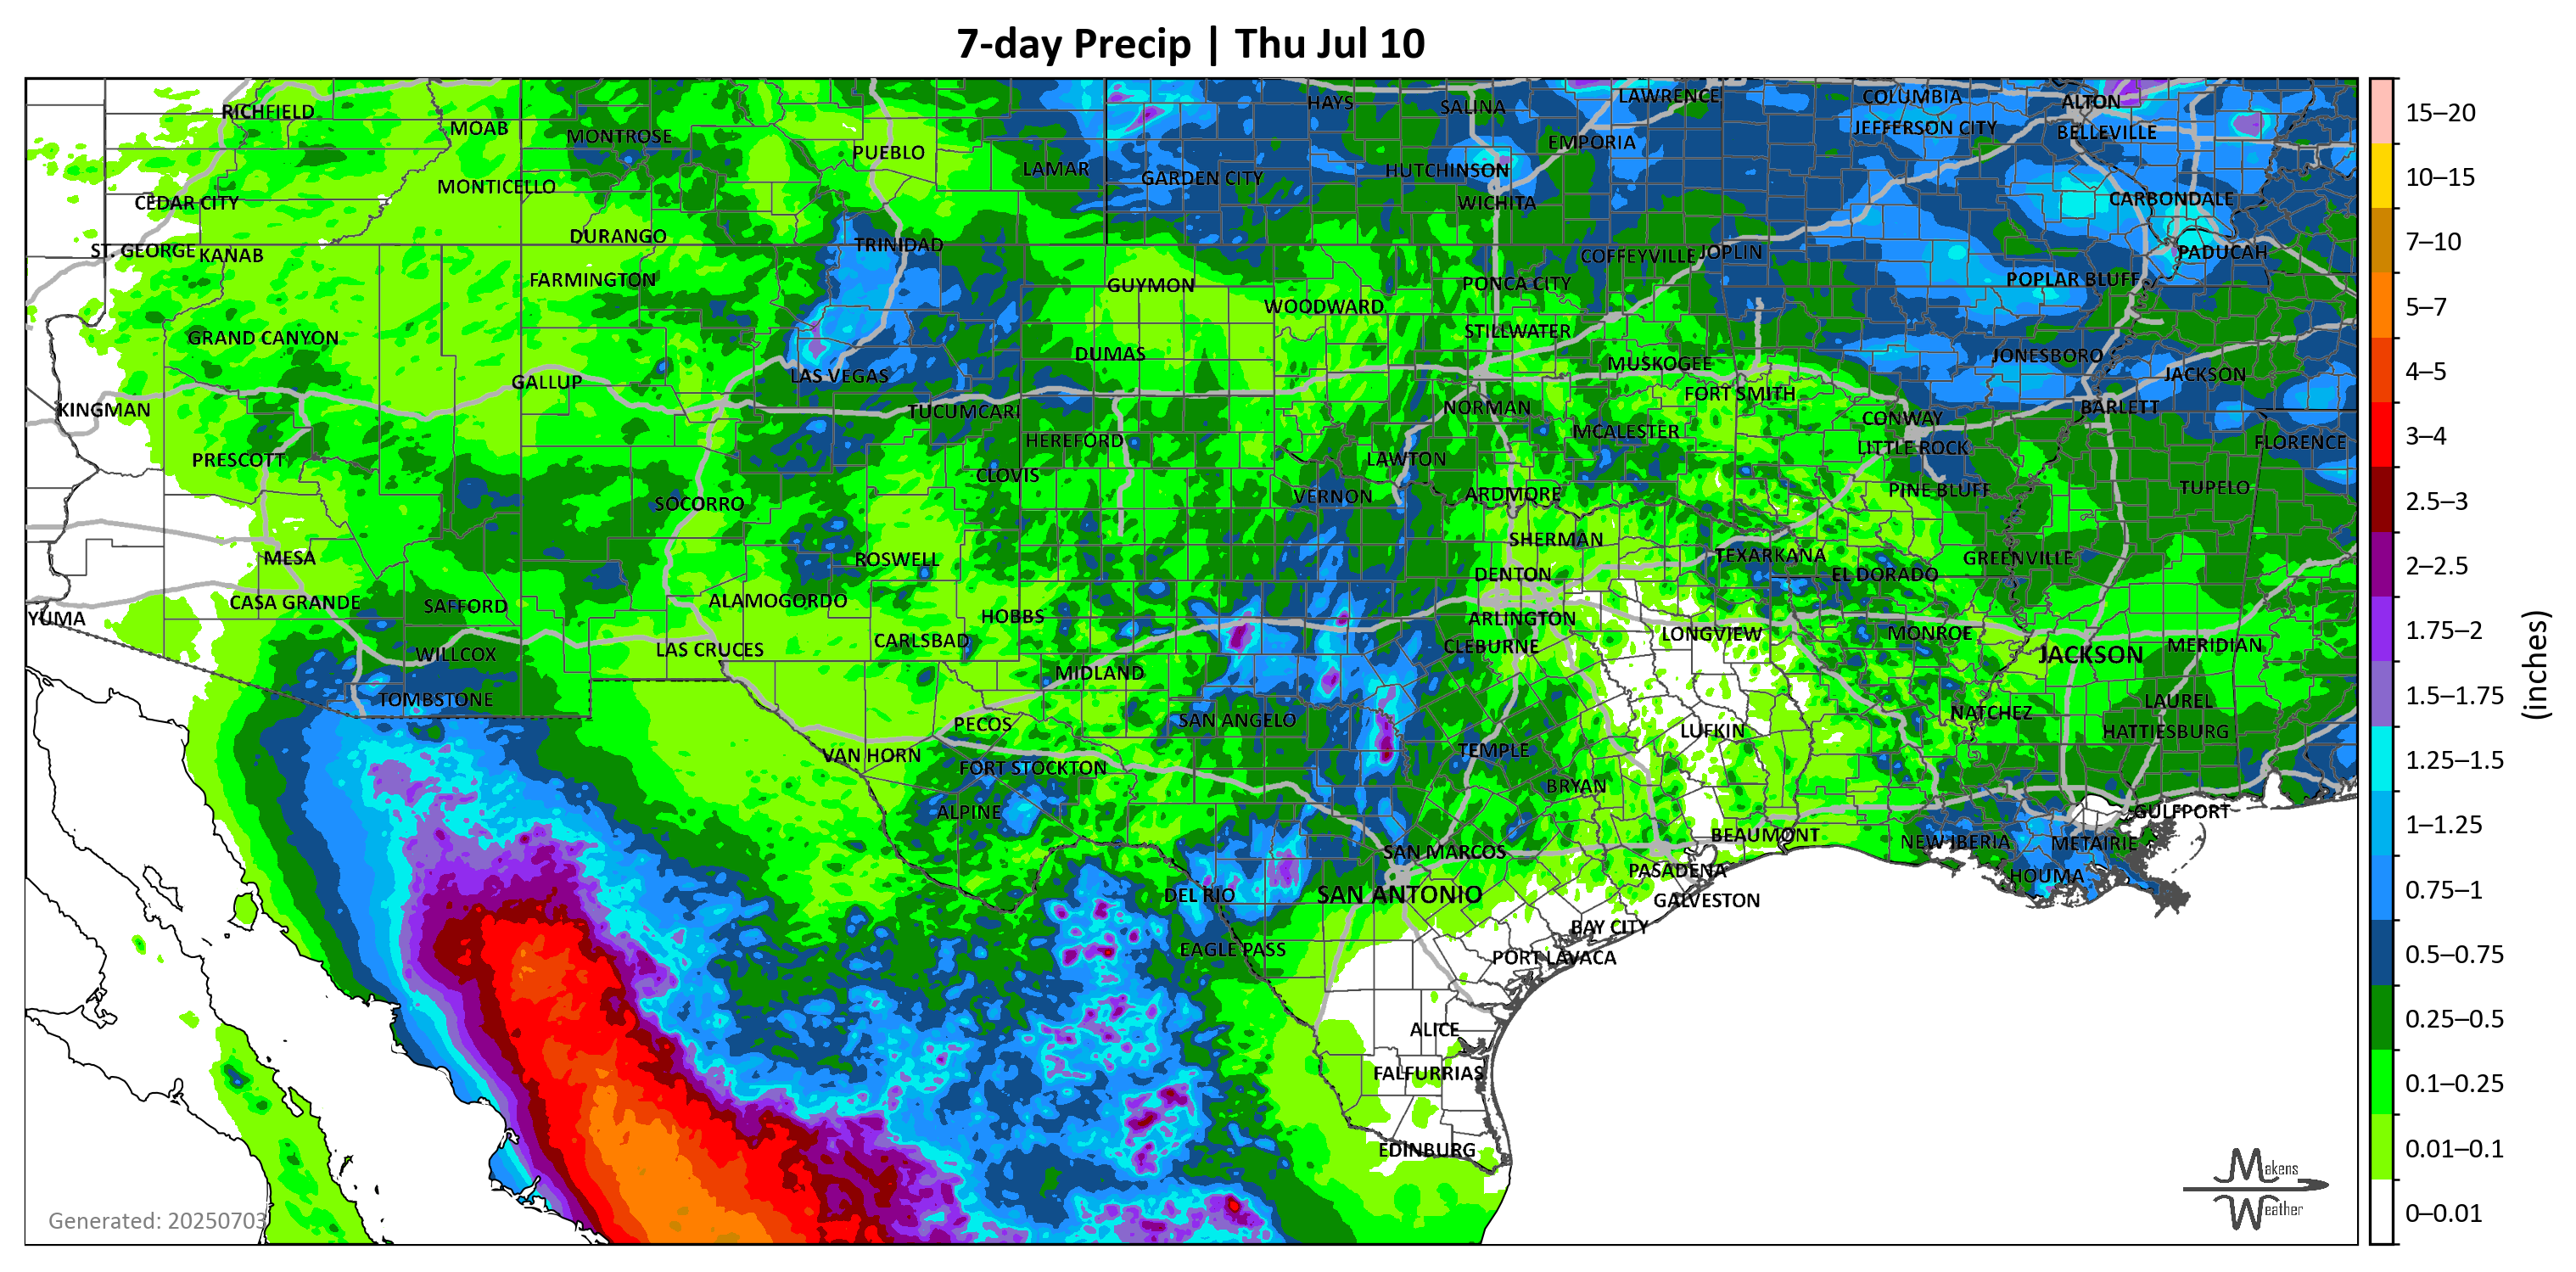 7-day Precip | Thu Jul 10
RICHFIELD
MOAB
MONTROSE
PUEBLO
LAMAR
GARDEN CITY
HAYS
SALINA
LAWRENCE
COLUMBIA
ALTON
JEFFERSON CITY
BELLEVILLE
EMPORIA
HUTCHINSON
MONTICELLO
CEDAR CITY
WICHITA
CARBONDALE
DURANGO
TRINIDAD
ST. GEORGE
KANAB
COFFEYVILLE
JOPLIN
PADUCAH
FARMINGTON
GUYMON
WOODWARD
PONCA CITY
POPLAR BLUFF
GRAND CANYON
STILLWATER
DUMAS
MUSKOGEE
JONESBORO
GALLUP
LAS VEGAS
JACKSON
FORT SMITH
KINGMAN
TUCUMCARI
NORMAN
BARLETT
CONWAY
HEREFORD
MCALESTER
LITTLE ROCK
FLORENCE
PRESCOTT
CLOVIS
LAWTON
VERNON
ARDMORE
PINE BLUFF
TUPELO
SOCORRO
MESA
ROSWELL
SHERMAN
TEXARKANA
GREENVILLE
DENTON
EL DORADO
CASA GRANDE
SAFFORD
ALAMOGORDO
YUMA
HOBBS
ARLINGTON
CARLSBAD
LONGVIEW
MONROE
WILLCOX
LAS CRUCES
CLEBURNE
JACKSON
MERIDIAN
MIDLAND
TOMBSTONE
LAUREL
PECOS
SAN ANGELO
NATCHEZ
LUFKIN
HATTIESBURG
VAN HORN
TEMPLE
FORT STOCKTON
BRYAN
ALPINE
GULFPORT
BEAUMONT
NEW IBERIA
METAIRIE
SAN MARCOS
PASADENA
HOUMA
DEL RIO
SAN ANTONIO
GALVESTON
BAY CITY
EAGLE PASS
PORT LAVACA
ALICE
FALFURRIAS
EDINBURG
Generated: 20250703
Makens
Weather
15–20
10–15
7–10
5–7
4–5
3–4
2.5–3
2–2.5
1.75–2
1.5–1.75
1.25–1.5
1–1.25
0.75–1
0.5–0.75
0.25–0.5
0.1–0.25
0.01–0.1
0–0.01
(inches)